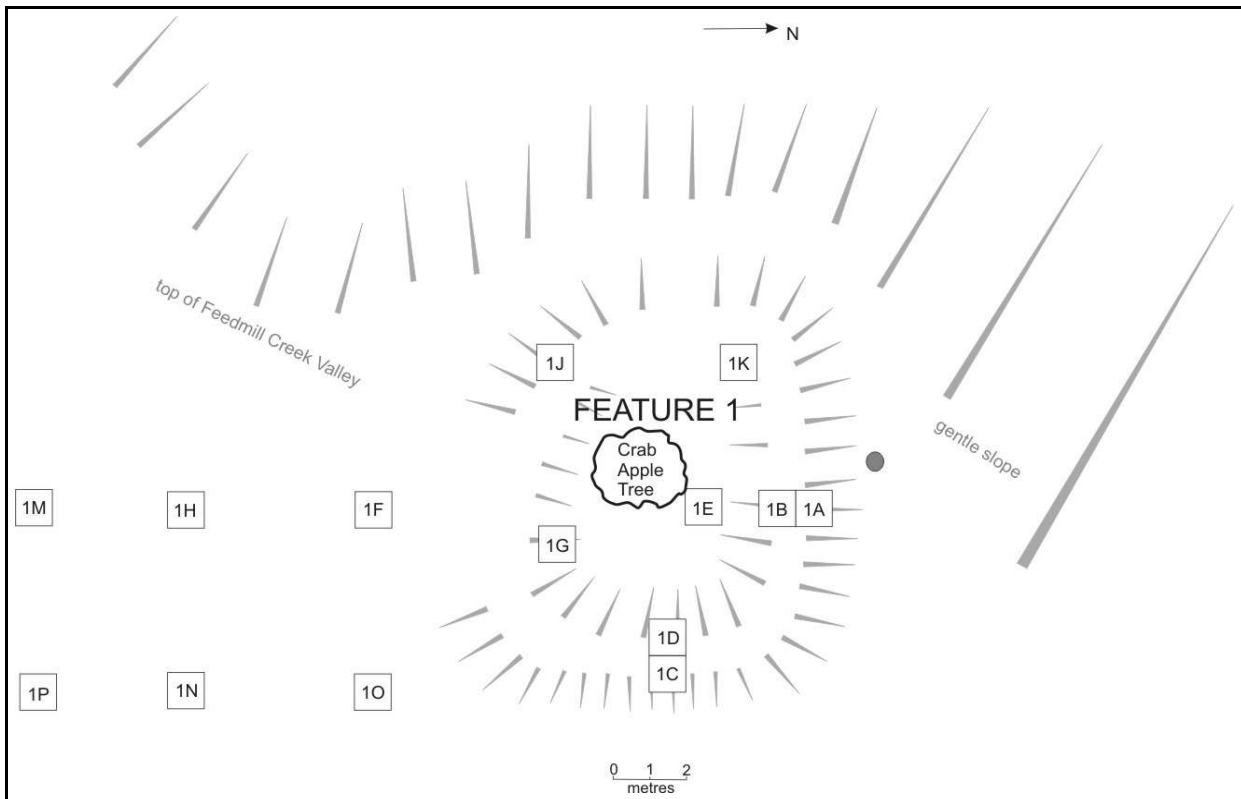 N
top of Feedmill Creek Valley
1J
1K
FEATURE 1
Crab
Apple
Tree
gentle slope
1M
1H
1F
1E
1B
1A
1G
1D
1C
1P
1N
1O
0 1 2
metres